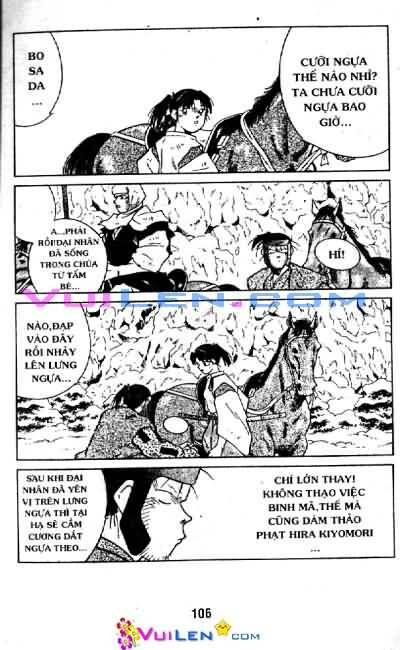 CƯỠI NGỰA
THẾ NÀO NHỈ?
TA CHƯA CƯỠI
NGỰA BAO
GIỜ...
BO
SA
DA
...
HÍ!
A...PHẢI
RỒI!ĐẠI NHÂN
ĐÃ SỐNG
TRONG CHÙA
TỪ TẤM
BÉ...
VUILEN.COM
NÀO,ĐẠP
VÀO ĐÂY
RỒI NHẢY
LÊN LƯNG
NGỰA...
CHÍ LỚN THAY!
KHÔNG THẠO VIỆC
BINH MÃ,THẾ MÀ
CŨNG DÁM THẢO
PHẠT HIRA KIYOMORI
...
SAU KHI ĐẠI
NHÂN ĐÃ YÊN
VỊ TRÊN LƯNG
NGỰA THÌ TẠI
HẠ SẼ CẦM
CƯƠNG DẮT
NGỰA THEO...
106
VUILEN.COM